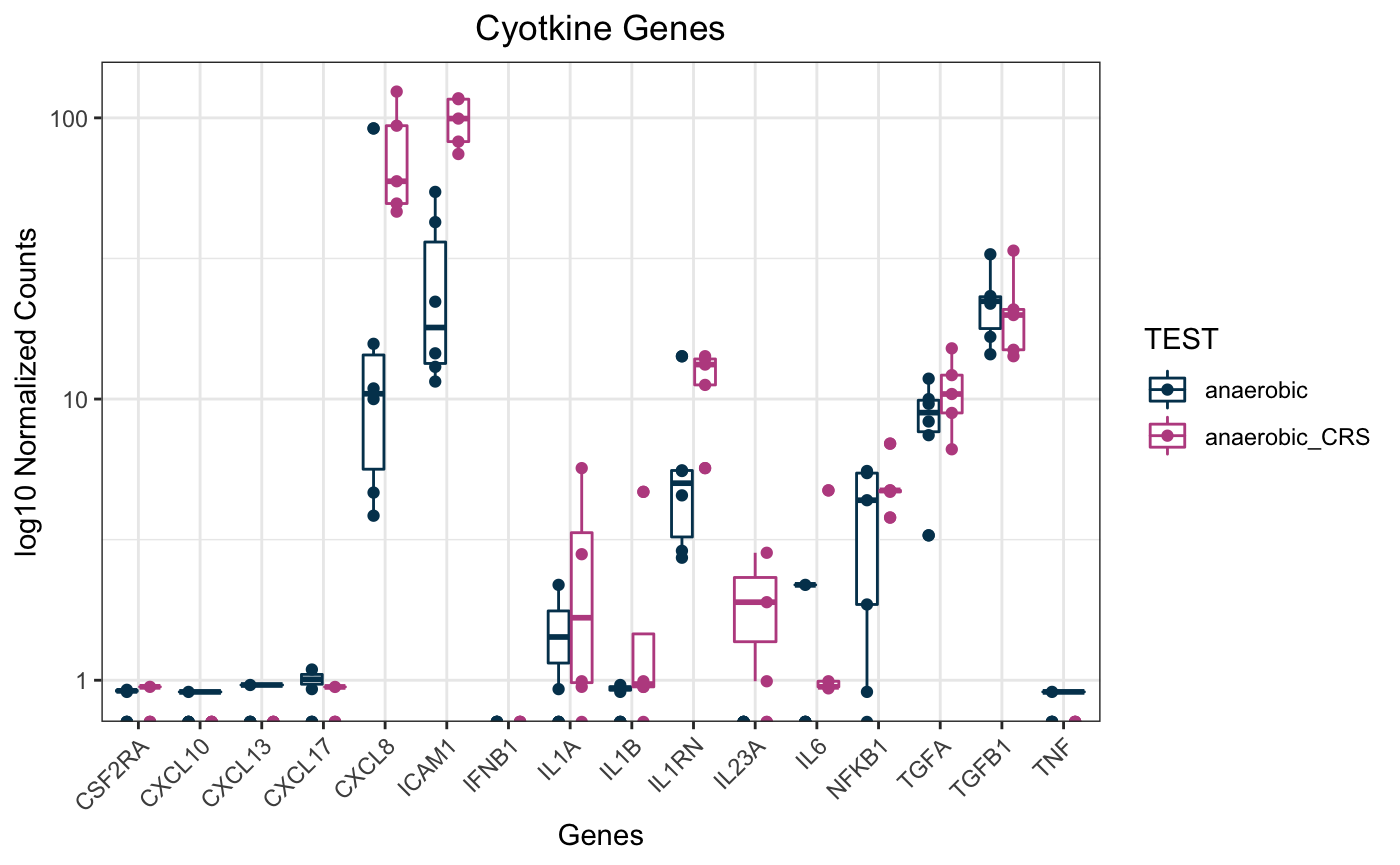 Cyotkine Genes
log10 Normalized Counts
100
10
1
CSF2RA
CXCL10
CXCL13
CXCL17
CXCL8
ICAM1
IFNB1
IL1A
IL1B
IL1RN
IL23A
IL6
NFKB1
TGFA
TGFB1
TNF
Genes
TEST
anaerobic
anaerobic_CRS